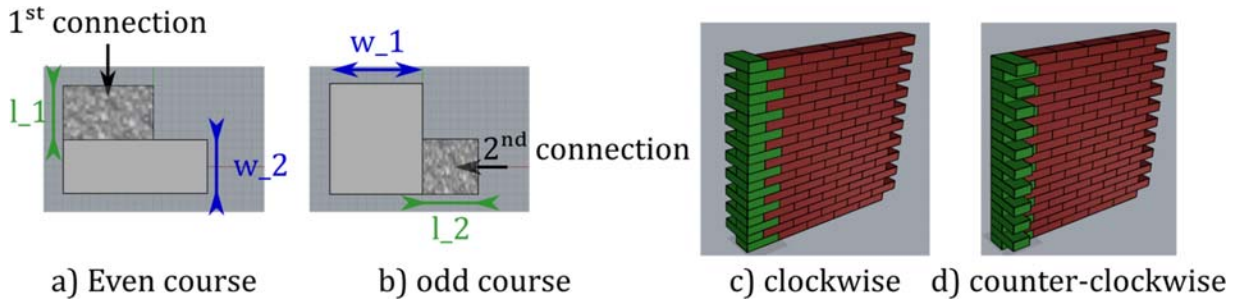 1st connection
l_1
w_2
w_1
2nd connection
l_2
a) Even course
b) odd course
c) clockwise
d) counter-clockwise